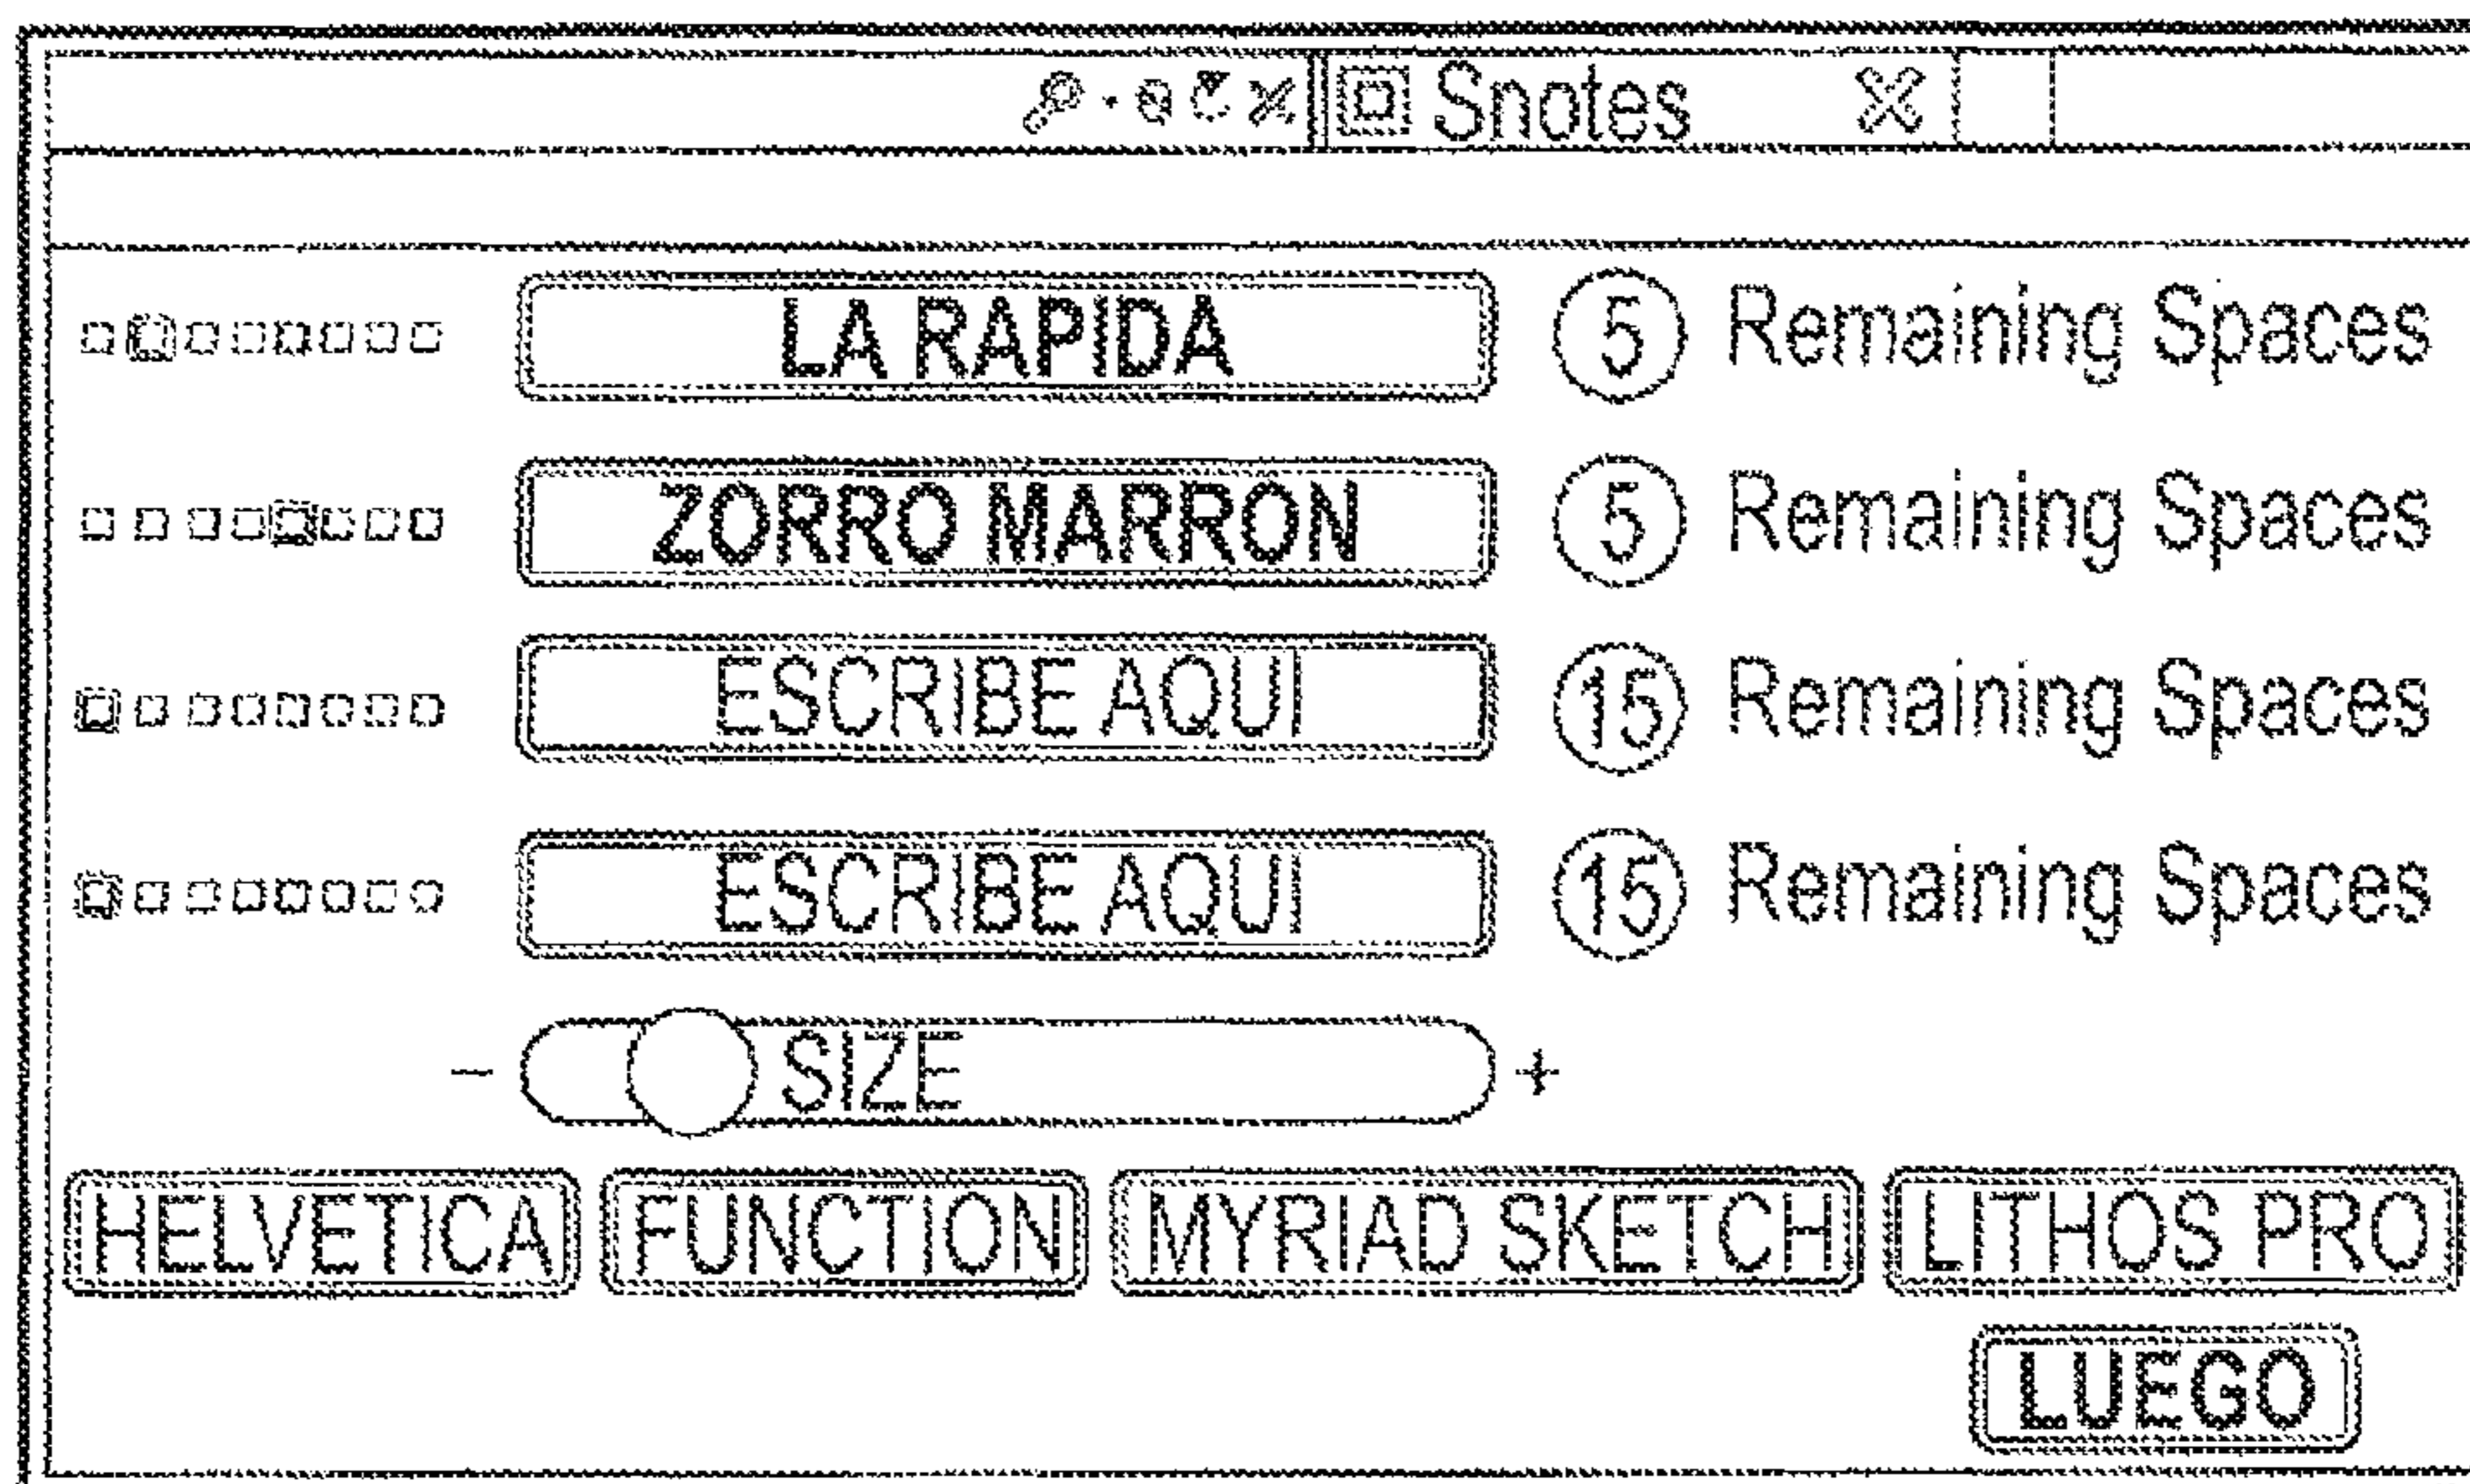 Snotes
LA RAPIDA 5 Remaining Spaces
ZORRO MARRON 5 Remaining Spaces
ESCRIBE AQUI 15 Remaining Spaces
ESCRIBE AQUI 15 Remaining Spaces
- SIZE +
HELVETICA FUNCTION MYRIAD SKETCH LITHOS PRO
LUEGO